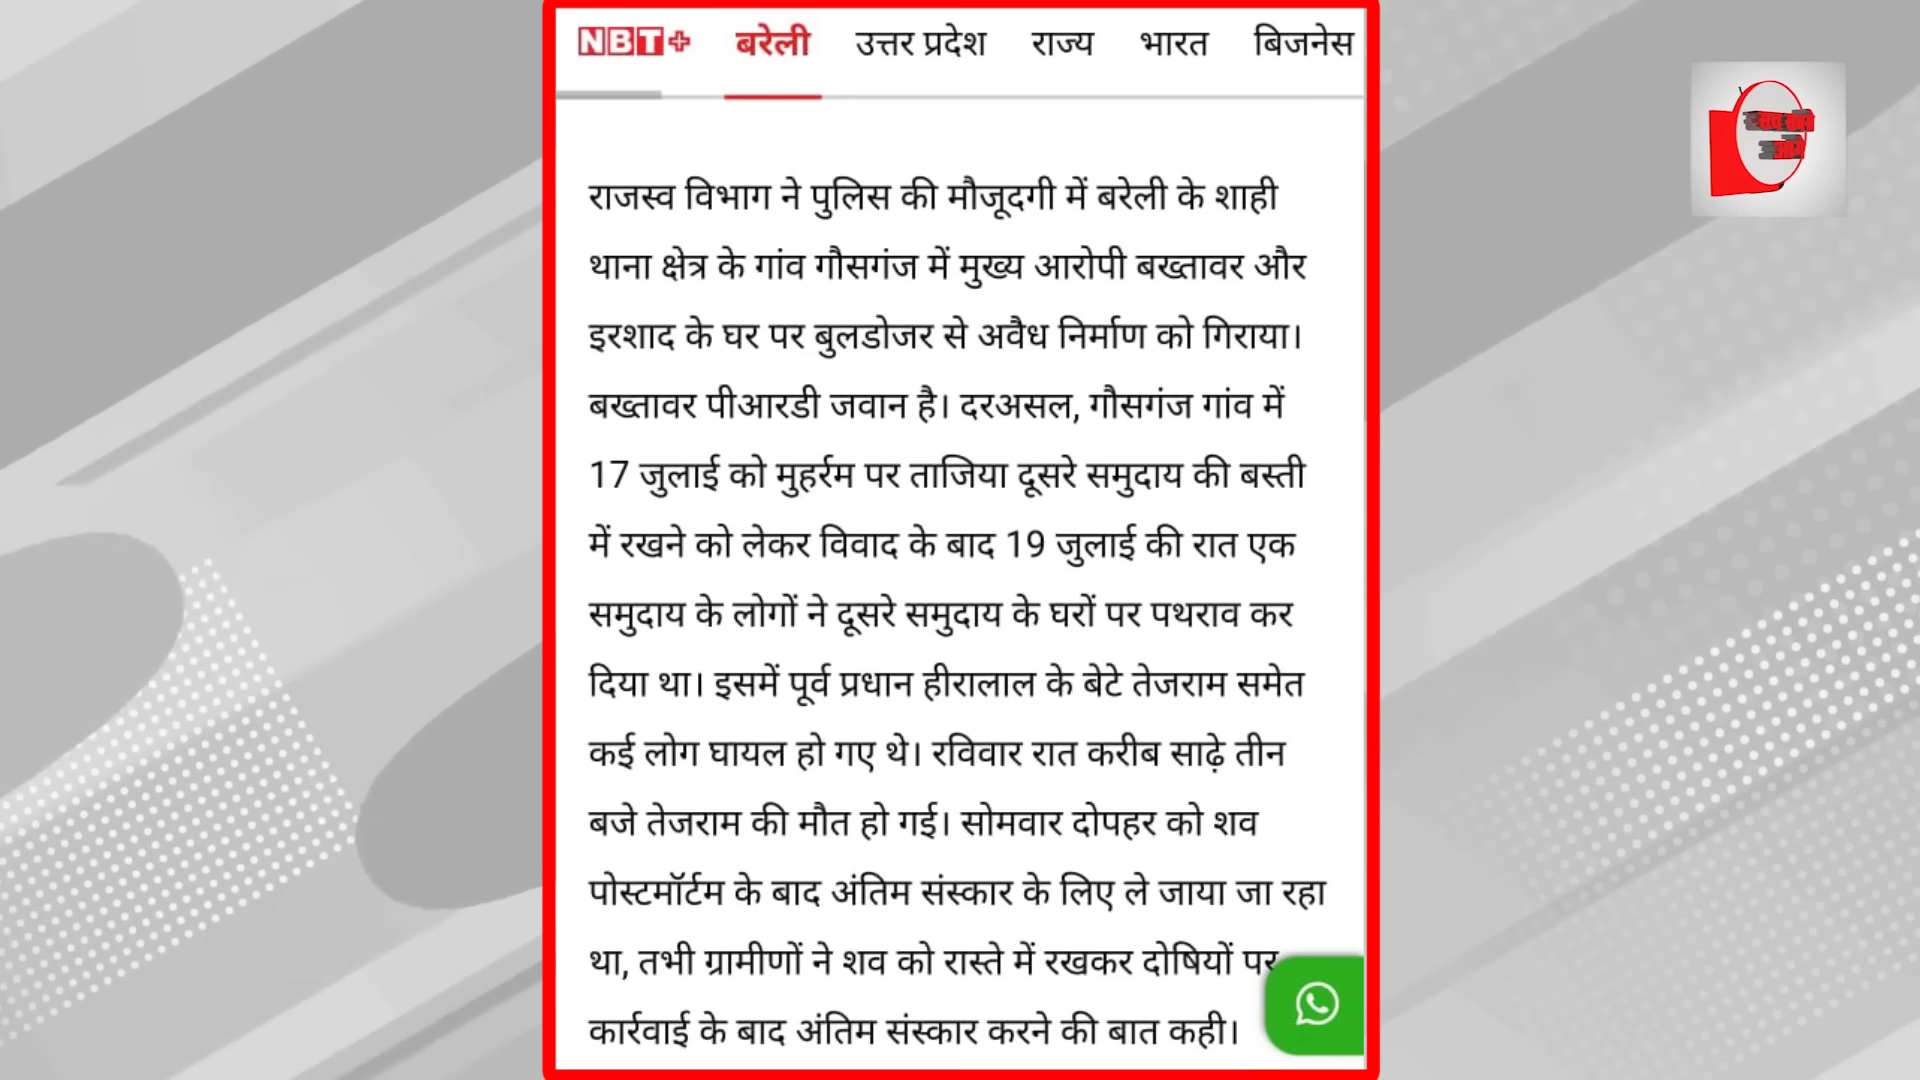 NBT+ बरेली उत्तर प्रदेश राज्य भारत बिजनेस
राजस्व विभाग ने पुलिस की मौजूदगी में बरेली के शाही
थाना क्षेत्र के गांव गौसगंज में मुख्य आरोपी बख्तावर और
इरशाद के घर पर बुलडोजर से अवैध निर्माण को गिराया।
बख्तावर पीआरडी जवान है। दरअसल, गौसगंज गांव में
17 जुलाई को मुहर्रम पर ताजिया दूसरे समुदाय की बस्ती
में रखने को लेकर विवाद के बाद 19 जुलाई की रात एक
समुदाय के लोगों ने दूसरे समुदाय के घरों पर पथराव कर
दिया था। इसमें पूर्व प्रधान हीरालाल के बेटे तेजराम समेत
कई लोग घायल हो गए थे। रविवार रात करीब साढ़े तीन
बजे तेजराम की मौत हो गई। सोमवार दोपहर को शव
पोस्टमॉर्टम के बाद अंतिम संस्कार के लिए ले जाया जा रहा
था, तभी ग्रामीणों ने शव को रास्ते में रखकर दोषियों पर
कार्रवाई के बाद अंतिम संस्कार करने की बात कही।